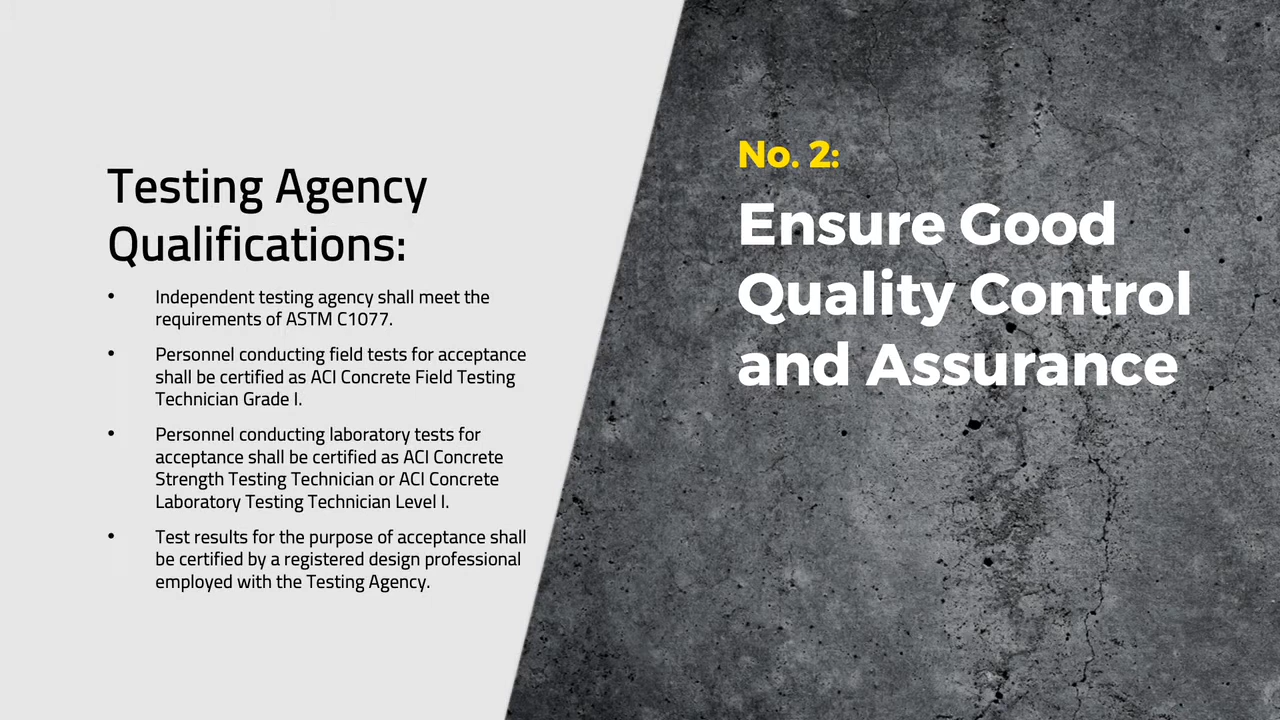 Testing Agency
Qualifications:
• Independent testing agency shall meet the
requirements of ASTM C1077.
• Personnel conducting field tests for acceptance
shall be certified as ACI Concrete Field Testing
Technician Grade I.
• Personnel conducting laboratory tests for
acceptance shall be certified as ACI Concrete
Strength Testing Technician or ACI Concrete
Laboratory Testing Technician Level I.
• Test results for the purpose of acceptance shall
be certified by a registered design professional
employed with the Testing Agency.
No. 2:
Ensure Good
Quality Control
and Assurance